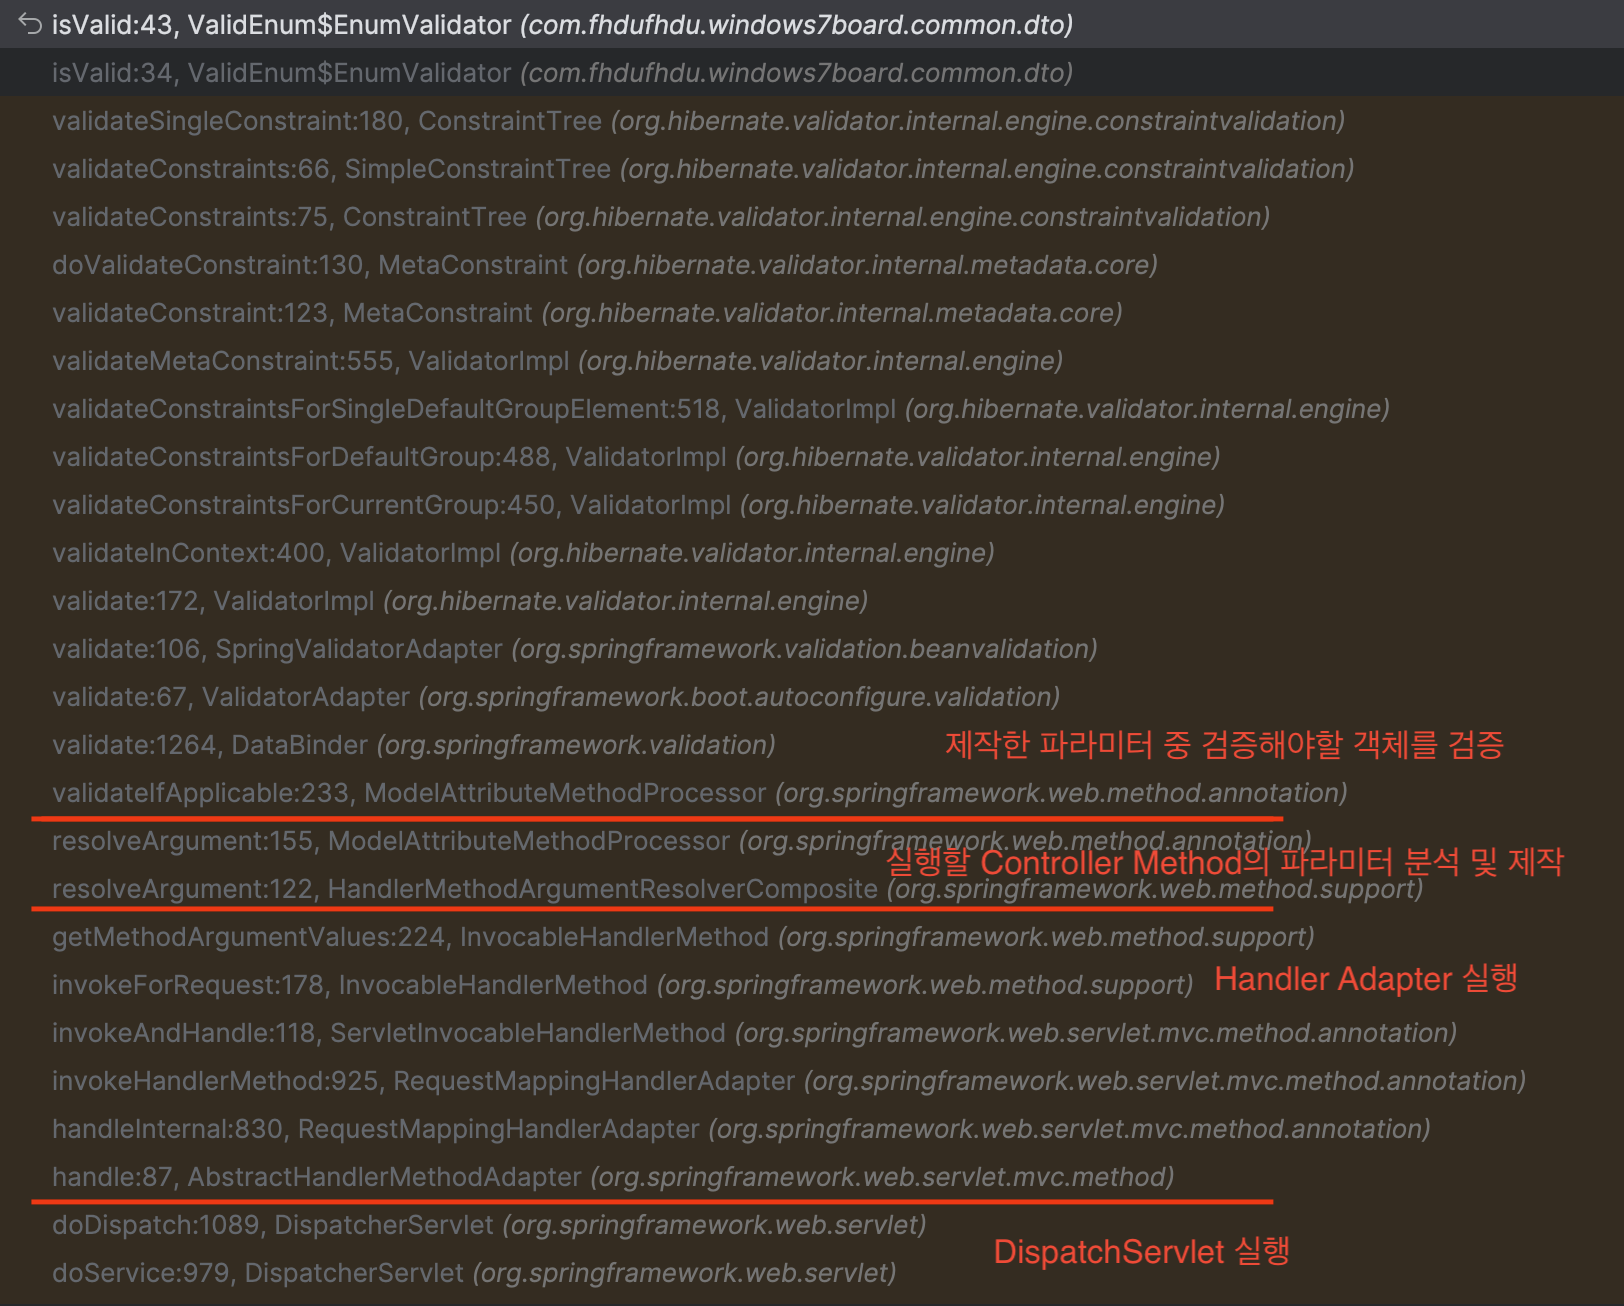 isValid:43, ValidEnum$EnumValidator (com.fhdufhdu.windows7board.common.dto)
isValid:34, ValidEnum$EnumValidator (com.fhdufhdu.windows7board.common.dto)
validateSingleConstraint:180, ConstraintTree (org.hibernate.validator.internal.engine.constraintvalidation)
validateConstraints:66, SimpleConstraintTree (org.hibernate.validator.internal.engine.constraintvalidation)
validateConstraints:75, ConstraintTree (org.hibernate.validator.internal.engine.constraintvalidation)
doValidateConstraint:130, MetaConstraint (org.hibernate.validator.internal.metadata.core)
validateConstraint:123, MetaConstraint (org.hibernate.validator.internal.metadata.core)
validateMetaConstraint:555, ValidatorImpl (org.hibernate.validator.internal.engine)
validateConstraintsForSingleDefaultGroupElement:518, ValidatorImpl (org.hibernate.validator.internal.engine)
validateConstraintsForDefaultGroup:488, ValidatorImpl (org.hibernate.validator.internal.engine)
validateConstraintsForCurrentGroup:450, ValidatorImpl (org.hibernate.validator.internal.engine)
validateInContext:400, ValidatorImpl (org.hibernate.validator.internal.engine)
validate:172, ValidatorImpl (org.hibernate.validator.internal.engine)
validate:106, SpringValidatorAdapter (org.springframework.validation.beanvalidation)
validate:67, ValidatorAdapter (org.springframework.boot.autoconfigure.validation)
validate:1264, DataBinder (org.springframework.validation)
제작한 파라미터 중 검증해야할 객체를 검증
validateIfApplicable:233, ModelAttributeMethodProcessor (org.springframework.web.method.annotation)
resolveArgument:155, ModelAttributeMethodProcessor (org.springframework.web.method.annotation)
실행할 Controller Method의 파라미터 분석 및 제작
resolveArgument:122, HandlerMethodArgumentResolverComposite (org.springframework.web.method.support)
getMethodArgumentValues:224, InvocableHandlerMethod (org.springframework.web.method.support)
invokeForRequest:178, InvocableHandlerMethod (org.springframework.web.method.support)
Handler Adapter 실행
invokeAndHandle:118, ServletInvocableHandlerMethod (org.springframework.web.servlet.mvc.method.annotation)
invokeHandlerMethod:925, RequestMappingHandlerAdapter (org.springframework.web.servlet.mvc.method.annotation)
handleInternal:830, RequestMappingHandlerAdapter (org.springframework.web.servlet.mvc.method.annotation)
handle:87, AbstractHandlerMethodAdapter (org.springframework.web.servlet.mvc.method)
doDispatch:1089, DispatcherServlet (org.springframework.web.servlet)
DispatchServlet 실행
doService:979, DispatcherServlet (org.springframework.web.servlet)